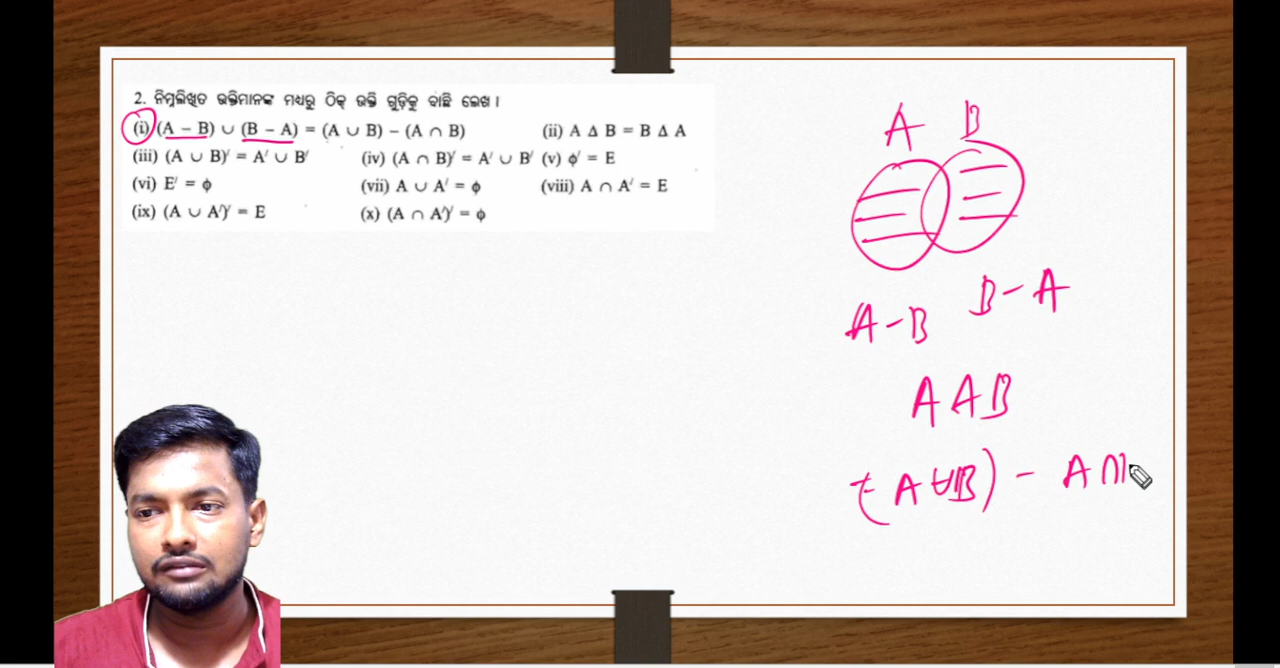 2. ନିମ୍ନଲିଖିତ ଉକ୍ତିମାନଙ୍କ ମଧ୍ୟରୁ ଠିକ୍ ଉକ୍ତି ଗୁଡ଼ିକୁ ବାଛି ଲେଖ ।
(i) (A − B) ∪ (B − A) = (A ∪ B) − (A ∩ B) (ii) A Δ B = B Δ A
(iii) (A ∪ B)′ = A′ ∪ B′ (iv) (A ∩ B)′ = A′ ∪ B′ (v) ϕ′ = E
(vi) E′ = ϕ (vii) A ∪ A′ = ϕ (viii) A ∩ A′ = E
(ix) (A ∪ A′)′ = E (x) (A ∩ A′)′ = ϕ
A B
A − B B − A
A Δ B
= (A ∪ B) − A ∩